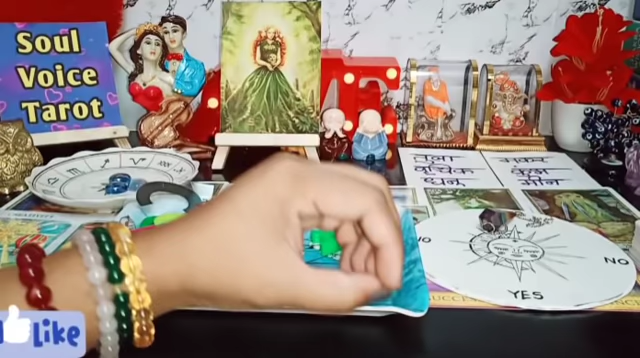 Soul
Voice
Tarot
तुला
वृश्चिक
धनु
मकर
कुंभ
मीन
NO
YES
Like